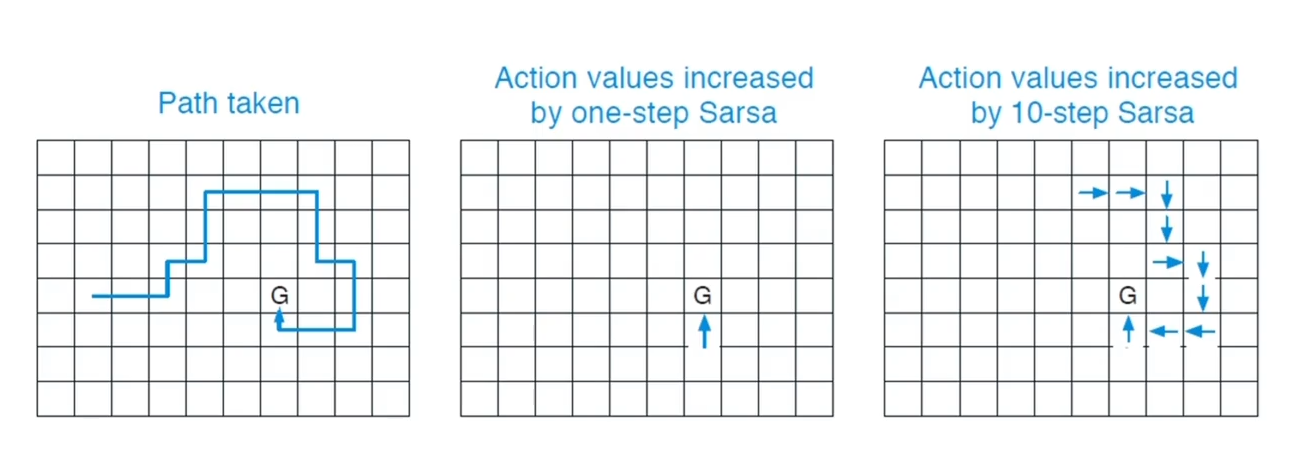 Path taken
Action values increased
by one-step Sarsa
Action values increased
by 10-step Sarsa
G
G
G